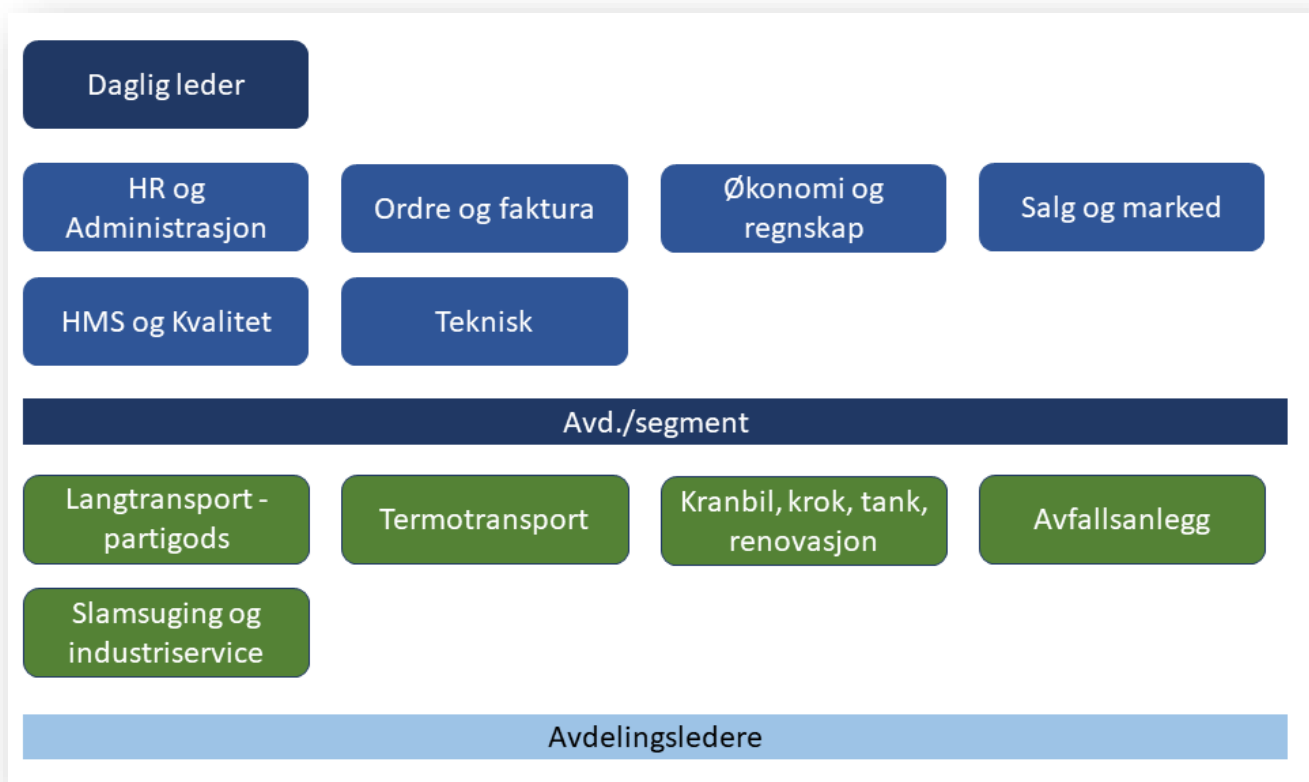 Daglig leder
HR og
Administrasjon
Ordre og faktura
Økonomi og
regnskap
Salg og marked
HMS og Kvalitet
Teknisk
Avd./segment
Langtransport -
partigods
Termotransport
Kranbil, krok, tank,
renovasjon
Avfallsanlegg
Slamsuging og
industriservice
Avdelingsledere